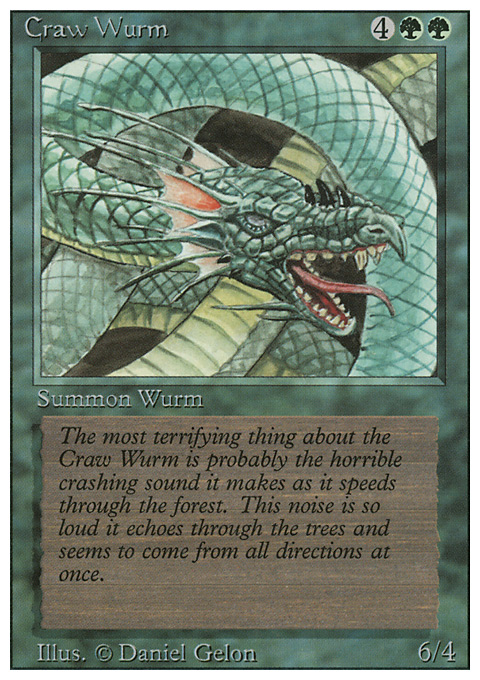 Craw Wurm 4
Summon Wurm
The most terrifying thing about the
Craw Wurm is probably the horrible
crashing sound it makes as it speeds
through the forest. This noise is so
loud it echoes through the trees and
seems to come from all directions at
once.
Illus. © Daniel Gelon 6/4